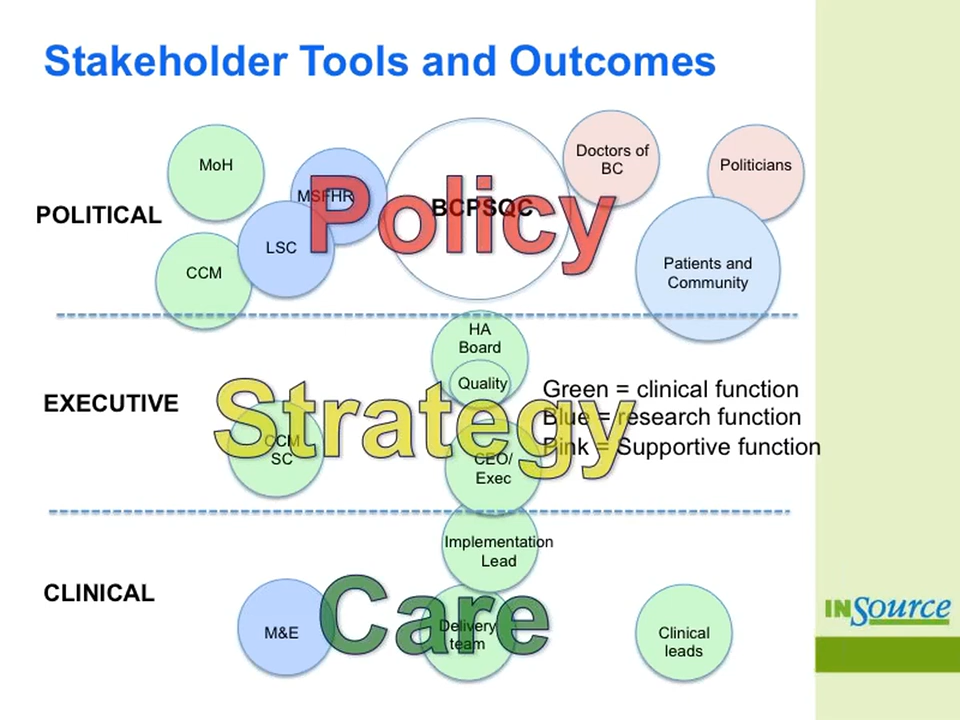 Stakeholder Tools and Outcomes
MoH
MSFHR
BCPSQC
Doctors of
BC
Politicians
POLITICAL
Policy
LSC
CCM
Patients and
Community
HA
Board
Quality
EXECUTIVE
Strategy
Green = clinical function
Blue = research function
Pink = Supportive function
CCM
SC
CEO/
Exec
Implementation
Lead
CLINICAL
Care
M&E
Delivery
team
Clinical
leads
INSource